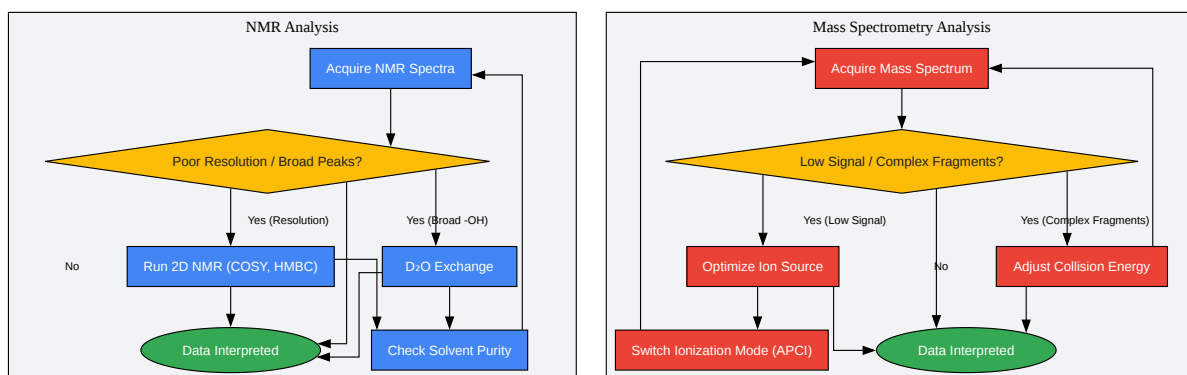 NMR Analysis
Acquire NMR Spectra
Poor Resolution / Broad Peaks?
Yes (Resolution)
Yes (Broad -OH)
No
Run 2D NMR (COSY, HMBC)
D₂O Exchange
Data Interpreted
Check Solvent Purity
Mass Spectrometry Analysis
Acquire Mass Spectrum
Low Signal / Complex Fragments?
Yes (Low Signal)
Yes (Complex Fragments)
Optimize Ion Source
No
Adjust Collision Energy
Switch Ionization Mode (APCI)
Data Interpreted